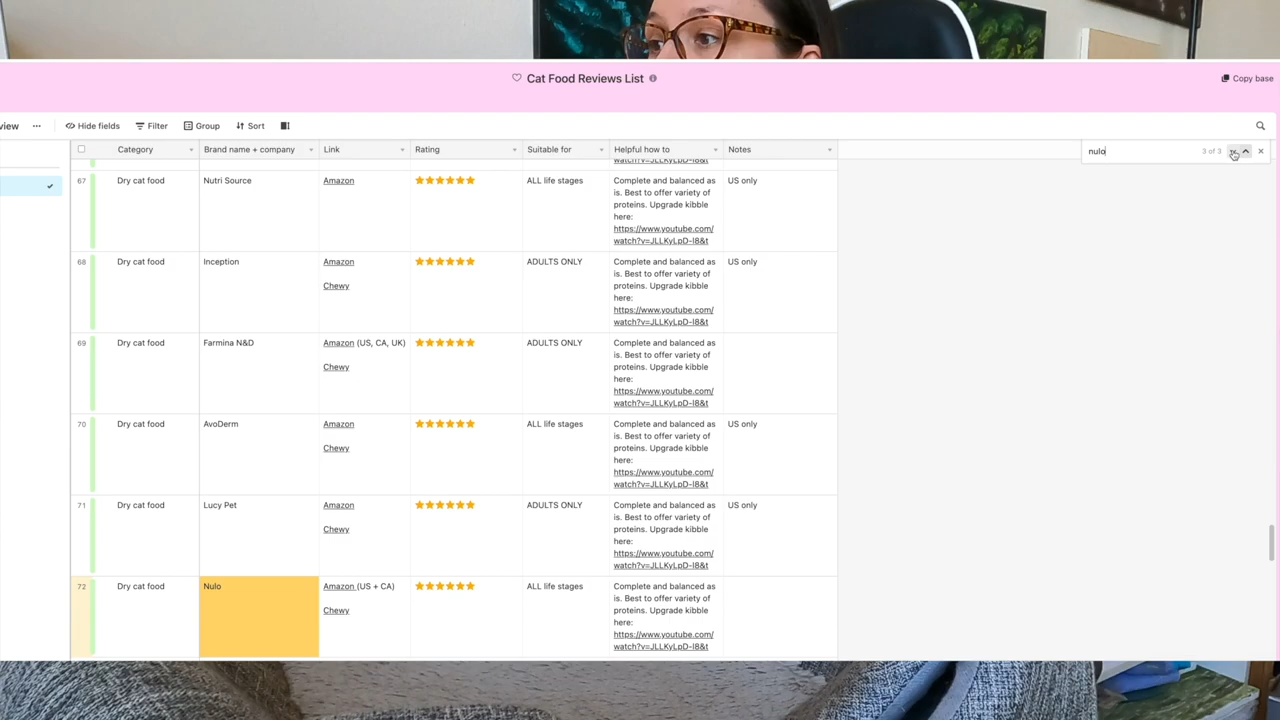 Cat Food Reviews List
Copy base
view ... Hide fields Filter Group Sort
Category Brand name + company Link Rating Suitable for Helpful how to Notes
nulo 3 of 3
67 Dry cat food Nutri Source Amazon ALL life stages Complete and balanced as US only
is. Best to offer variety of
proteins. Upgrade kibble
here:
https://www.youtube.com/
watch?v=JLLKyLpD-I8&t
68 Dry cat food Inception Amazon ADULTS ONLY Complete and balanced as US only
is. Best to offer variety of
Chewy proteins. Upgrade kibble
here:
https://www.youtube.com/
watch?v=JLLKyLpD-I8&t
69 Dry cat food Farmina N&D Amazon (US, CA, UK) ADULTS ONLY Complete and balanced as
is. Best to offer variety of
Chewy proteins. Upgrade kibble
here:
https://www.youtube.com/
watch?v=JLLKyLpD-I8&t
70 Dry cat food AvoDerm Amazon ALL life stages Complete and balanced as US only
is. Best to offer variety of
Chewy proteins. Upgrade kibble
here:
https://www.youtube.com/
watch?v=JLLKyLpD-I8&t
71 Dry cat food Lucy Pet Amazon ADULTS ONLY Complete and balanced as US only
is. Best to offer variety of
Chewy proteins. Upgrade kibble
here:
https://www.youtube.com/
watch?v=JLLKyLpD-I8&t
72 Dry cat food Nulo Amazon (US + CA) ALL life stages Complete and balanced as
is. Best to offer variety of
Chewy proteins. Upgrade kibble
here:
https://www.youtube.com/
watch?v=JLLKyLpD-I8&t